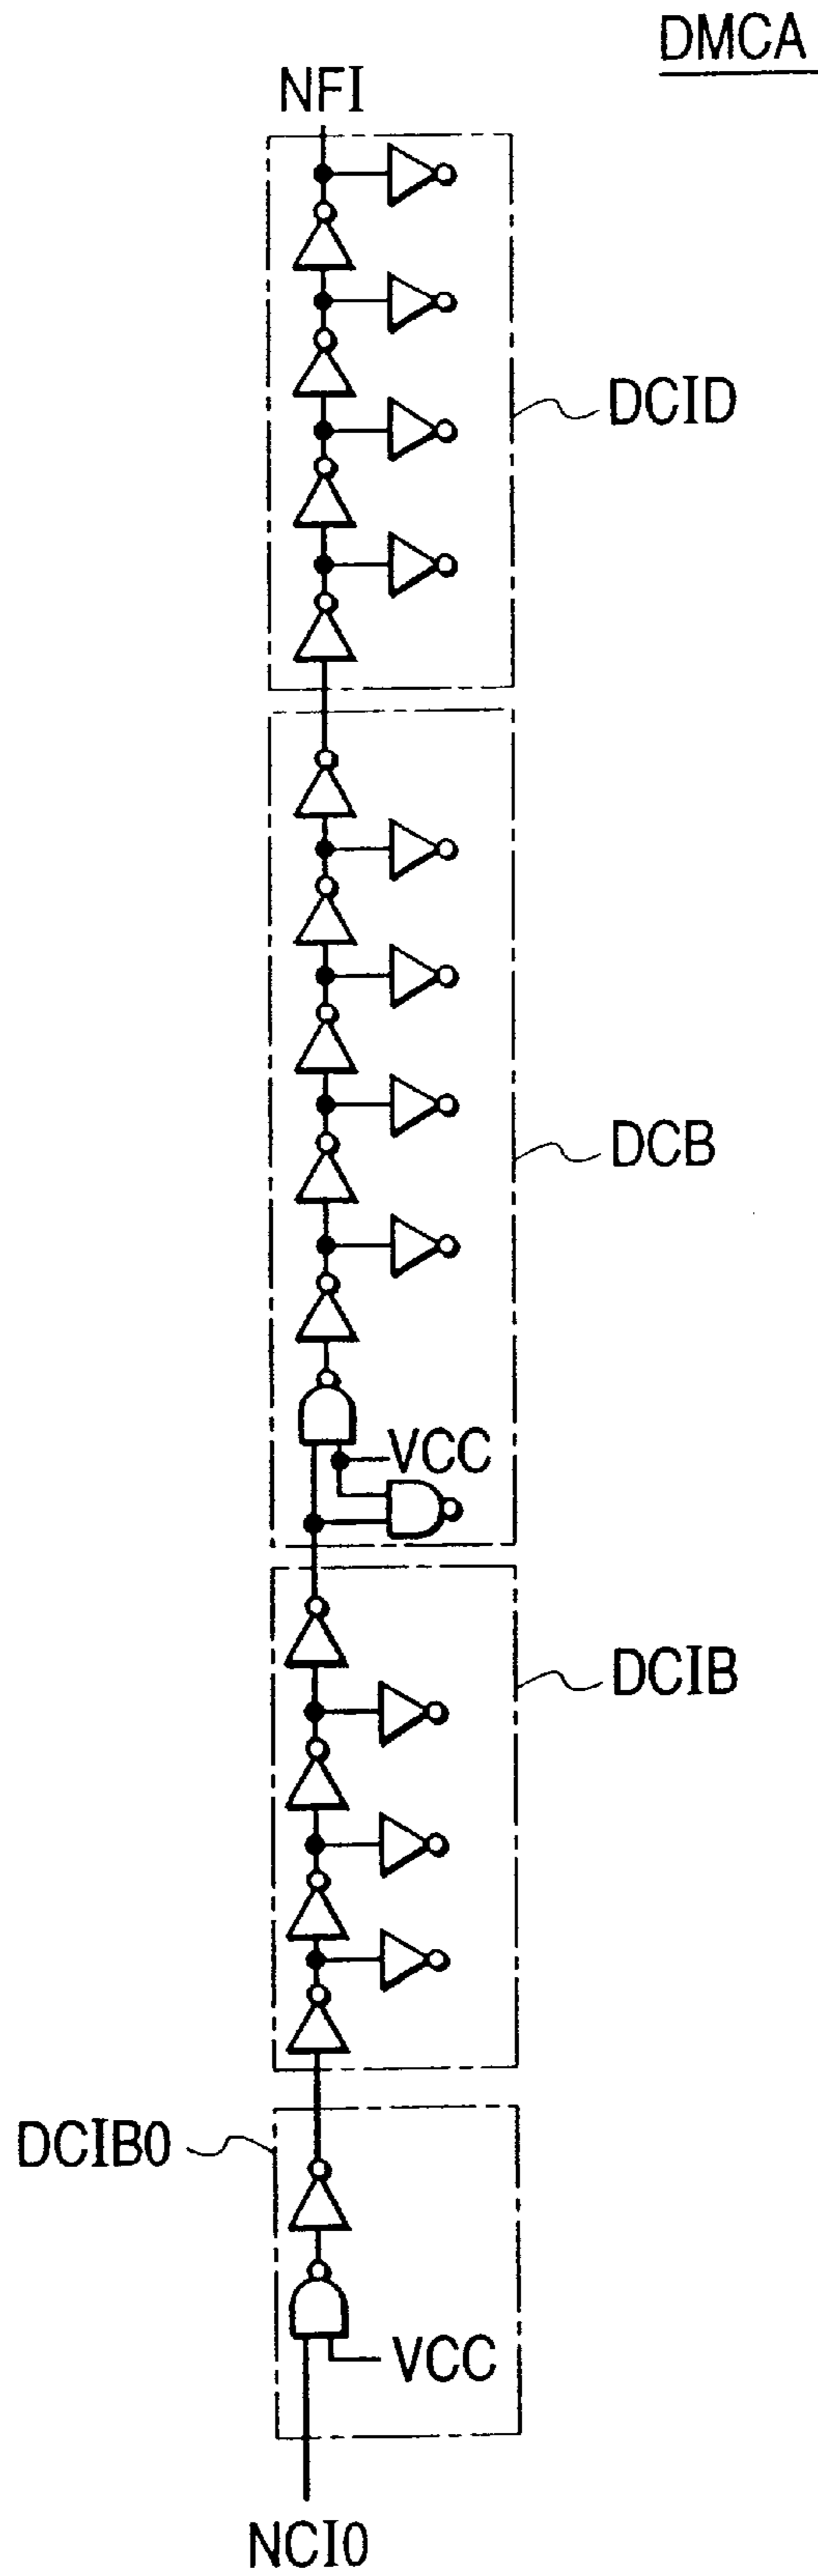 DMCA
NFI
DCID
DCB
VCC
DCIB
DCIB0
VCC
NCI0